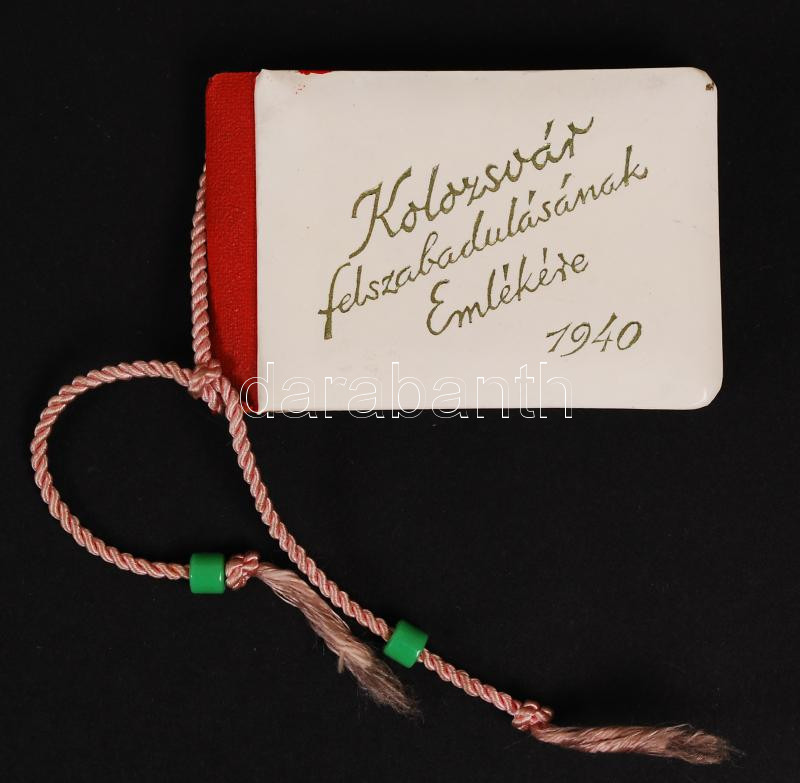 Kolozsvár
felszabadulásának
Emlékére
1940
darabanth